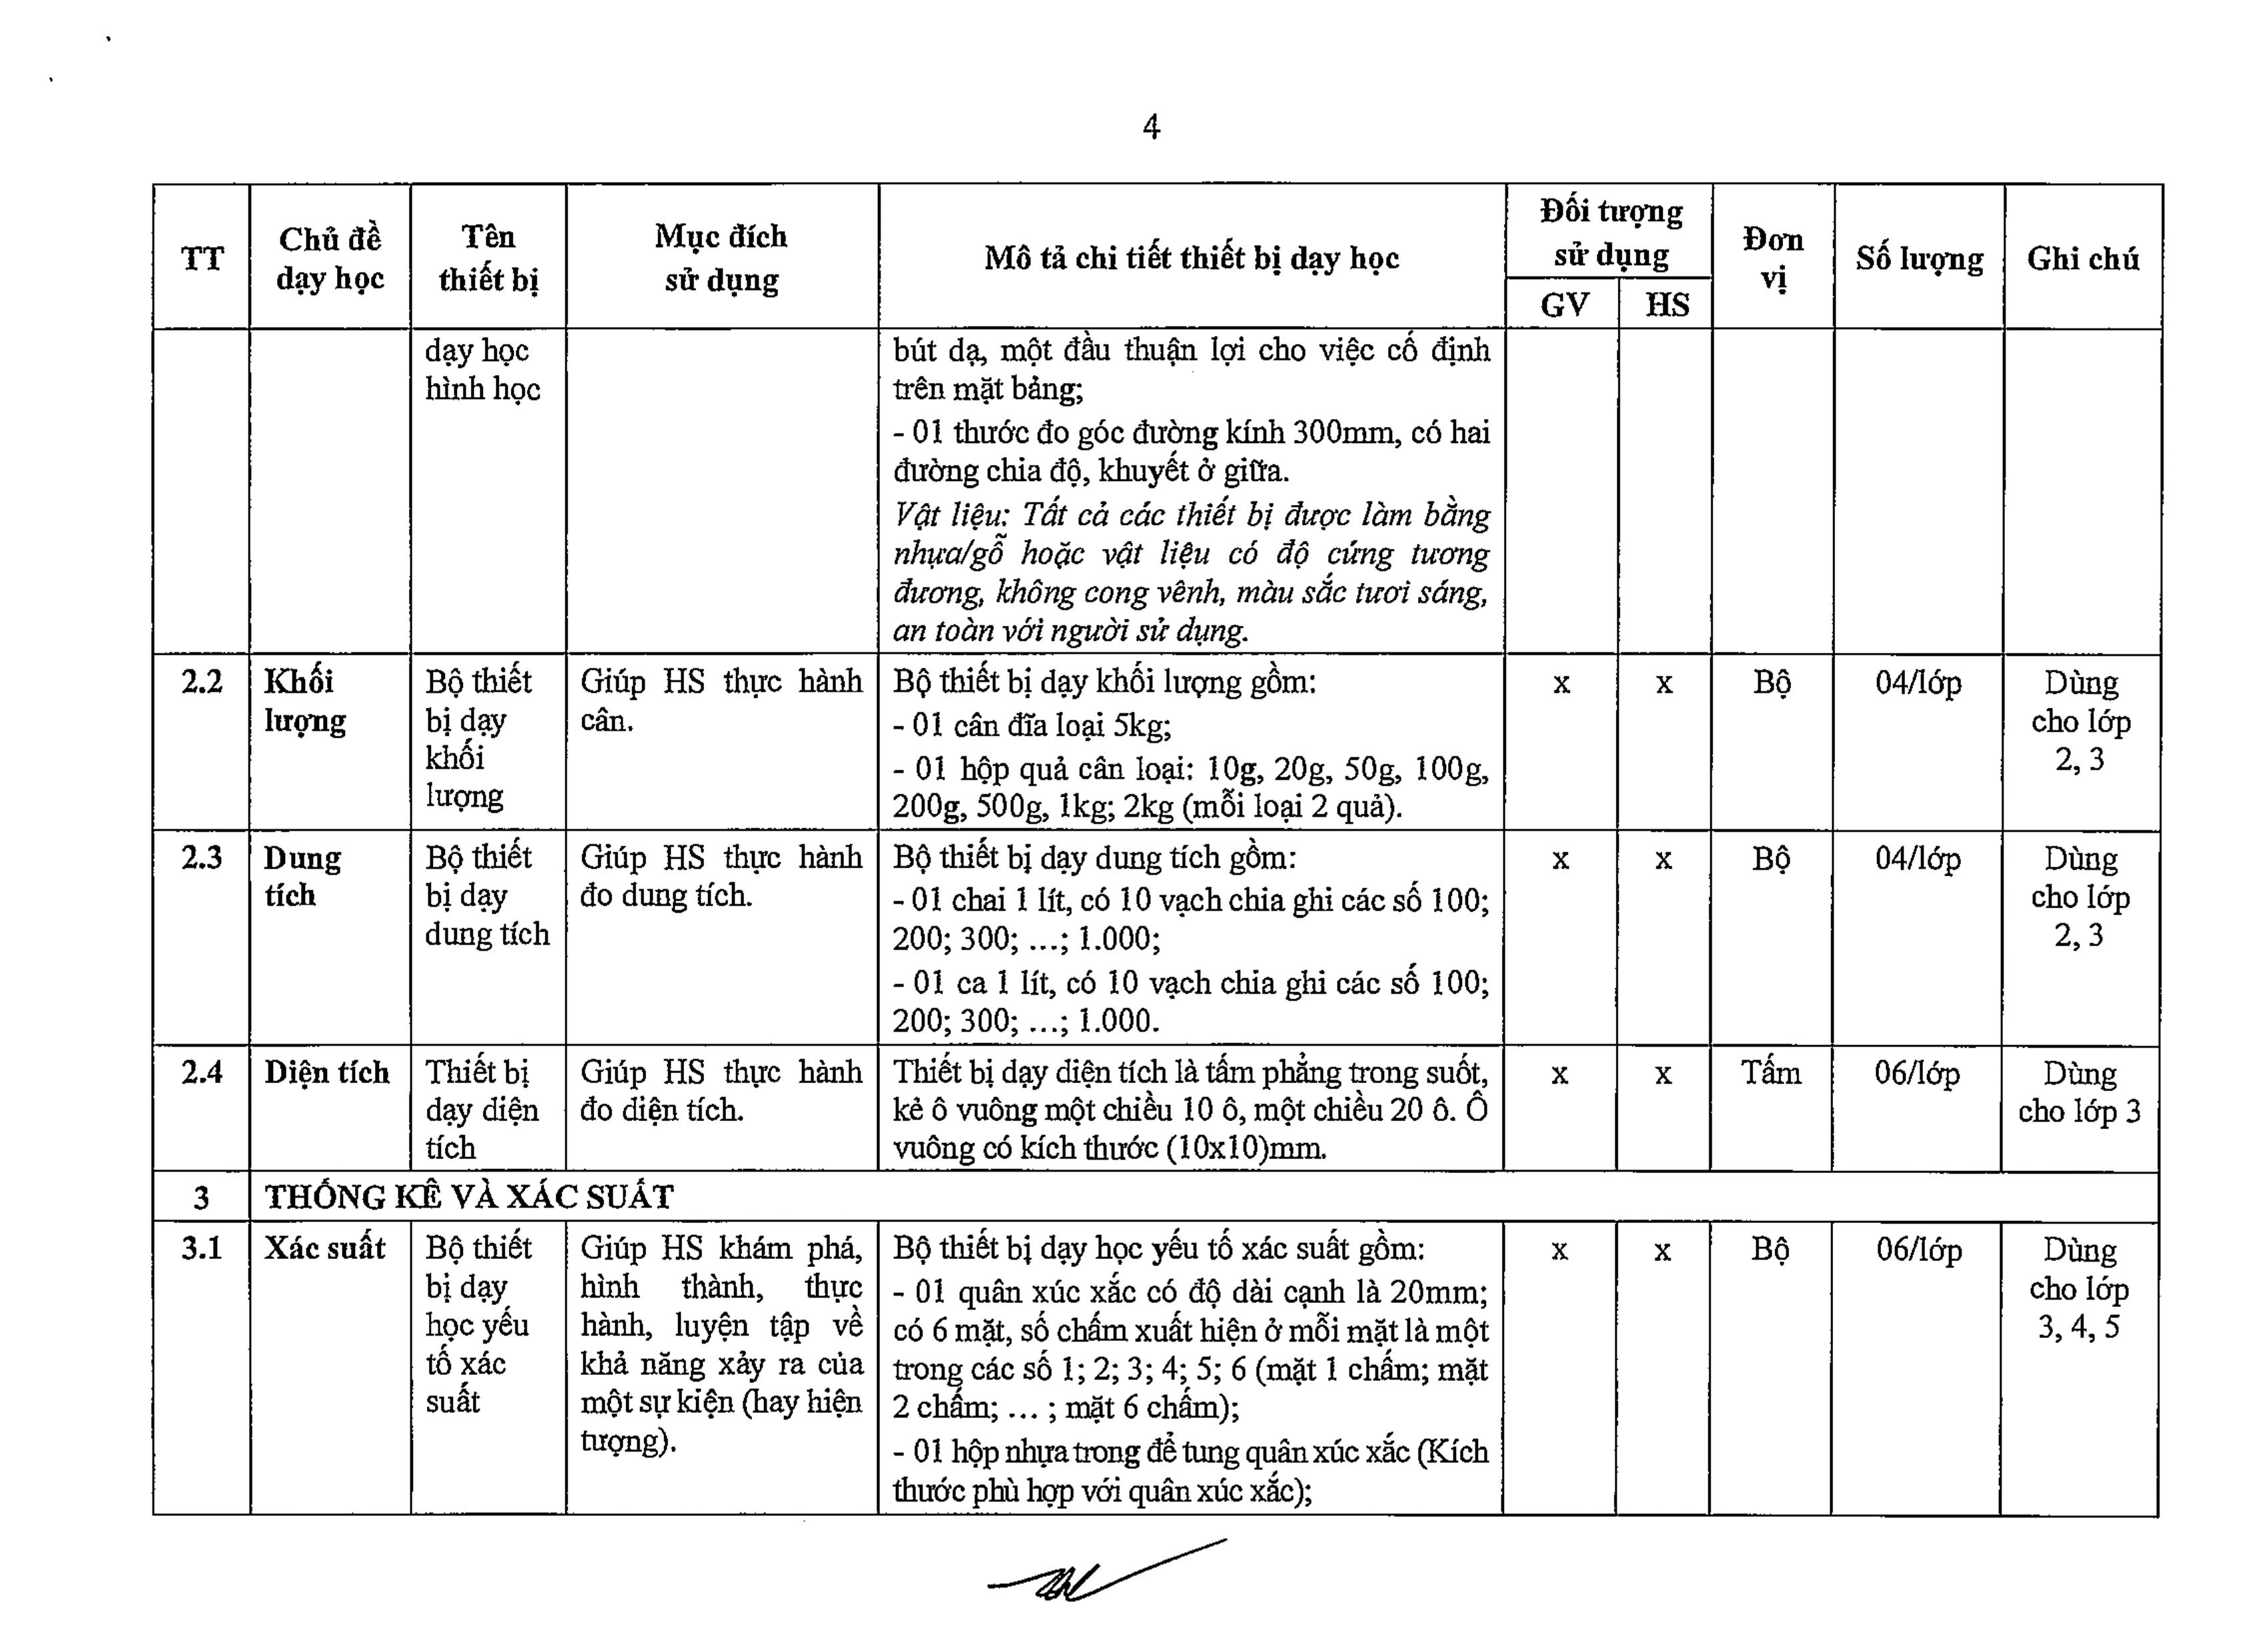 4
TT
Chủ đề
dạy học
Tên
thiết bị
Mục đích
sử dụng
Mô tả chi tiết thiết bị dạy học
Đối tượng
sử dụng
GV
HS
Đơn
vị
Số lượng
Ghi chú
dạy học
hình học
bút dạ, một đầu thuận lợi cho việc cố định
trên mặt bảng;
- 01 thước đo góc đường kính 300mm, có hai
đường chia độ, khuyết ở giữa.
Vật liệu: Tất cả các thiết bị được làm bằng
nhựa/gỗ hoặc vật liệu có độ cứng tương
đương, không cong vênh, màu sắc tươi sáng,
an toàn với người sử dụng.
2.2
Khối
lượng
Bộ thiết
bị dạy
khối
lượng
Giúp HS thực hành
cân.
Bộ thiết bị dạy khối lượng gồm:
- 01 cân đĩa loại 5kg;
- 01 hộp quả cân loại: 10g, 20g, 50g, 100g,
200g, 500g, 1kg; 2kg (mỗi loại 2 quả).
x
x
Bộ
04/lớp
Dùng
cho lớp
2, 3
2.3
Dung
tích
Bộ thiết
bị dạy
dung tích
Giúp HS thực hành
đo dung tích.
Bộ thiết bị dạy dung tích gồm:
- 01 chai 1 lít, có 10 vạch chia ghi các số 100;
200; 300; ...; 1.000;
- 01 ca 1 lít, có 10 vạch chia ghi các số 100;
200; 300; ...; 1.000.
x
x
Bộ
04/lớp
Dùng
cho lớp
2, 3
2.4
Diện tích
Thiết bị
dạy diện
tích
Giúp HS thực hành
đo diện tích.
Thiết bị dạy diện tích là tấm phẳng trong suốt,
kẻ ô vuông một chiều 10 ô, một chiều 20 ô. Ô
vuông có kích thước (10x10)mm.
x
x
Tấm
06/lớp
Dùng
cho lớp 3
3
THỐNG KÊ VÀ XÁC SUẤT
3.1
Xác suất
Bộ thiết
bị dạy
học yếu
tố xác
suất
Giúp HS khám phá,
hình thành, thực
hành, luyện tập về
khả năng xảy ra của
một sự kiện (hay hiện
tượng).
Bộ thiết bị dạy học yếu tố xác suất gồm:
- 01 quân xúc xắc có độ dài cạnh là 20mm;
có 6 mặt, số chấm xuất hiện ở mỗi mặt là một
trong các số 1; 2; 3; 4; 5; 6 (mặt 1 chấm; mặt
2 chấm; ... ; mặt 6 chấm);
- 01 hộp nhựa trong để tung quân xúc xắc (Kích
thước phù hợp với quân xúc xắc);
x
x
Bộ
06/lớp
Dùng
cho lớp
3, 4, 5